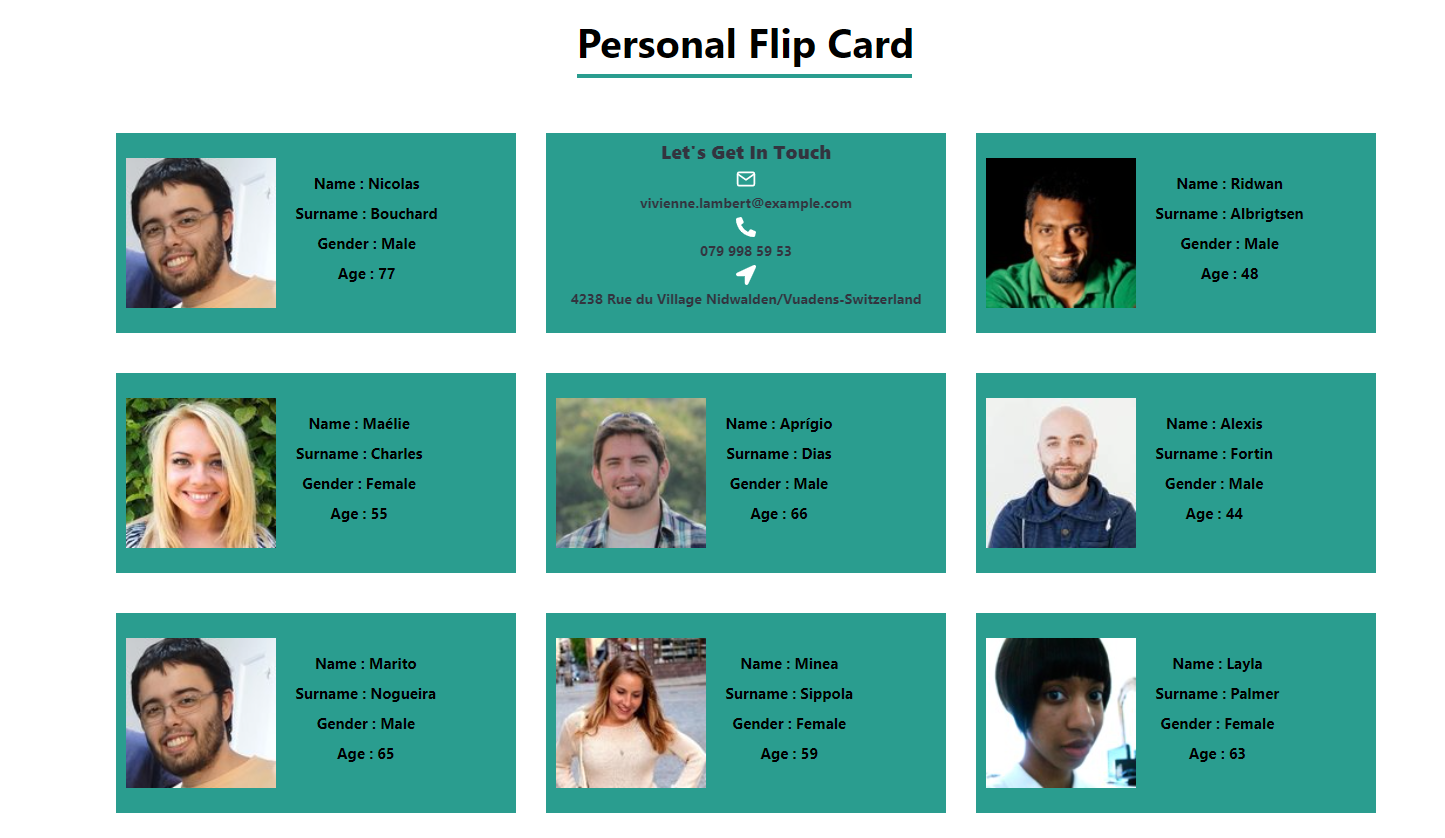 Personal Flip Card
Name : Nicolas
Surname : Bouchard
Gender : Male
Age : 77
Let's Get In Touch
vivienne.lambert@example.com
079 998 59 53
4238 Rue du Village Nidwalden/Vuadens-Switzerland
Name : Ridwan
Surname : Albrigtsen
Gender : Male
Age : 48
Name : Maélie
Surname : Charles
Gender : Female
Age : 55
Name : Aprígio
Surname : Dias
Gender : Male
Age : 66
Name : Alexis
Surname : Fortin
Gender : Male
Age : 44
Name : Marito
Surname : Nogueira
Gender : Male
Age : 65
Name : Minea
Surname : Sippola
Gender : Female
Age : 59
Name : Layla
Surname : Palmer
Gender : Female
Age : 63